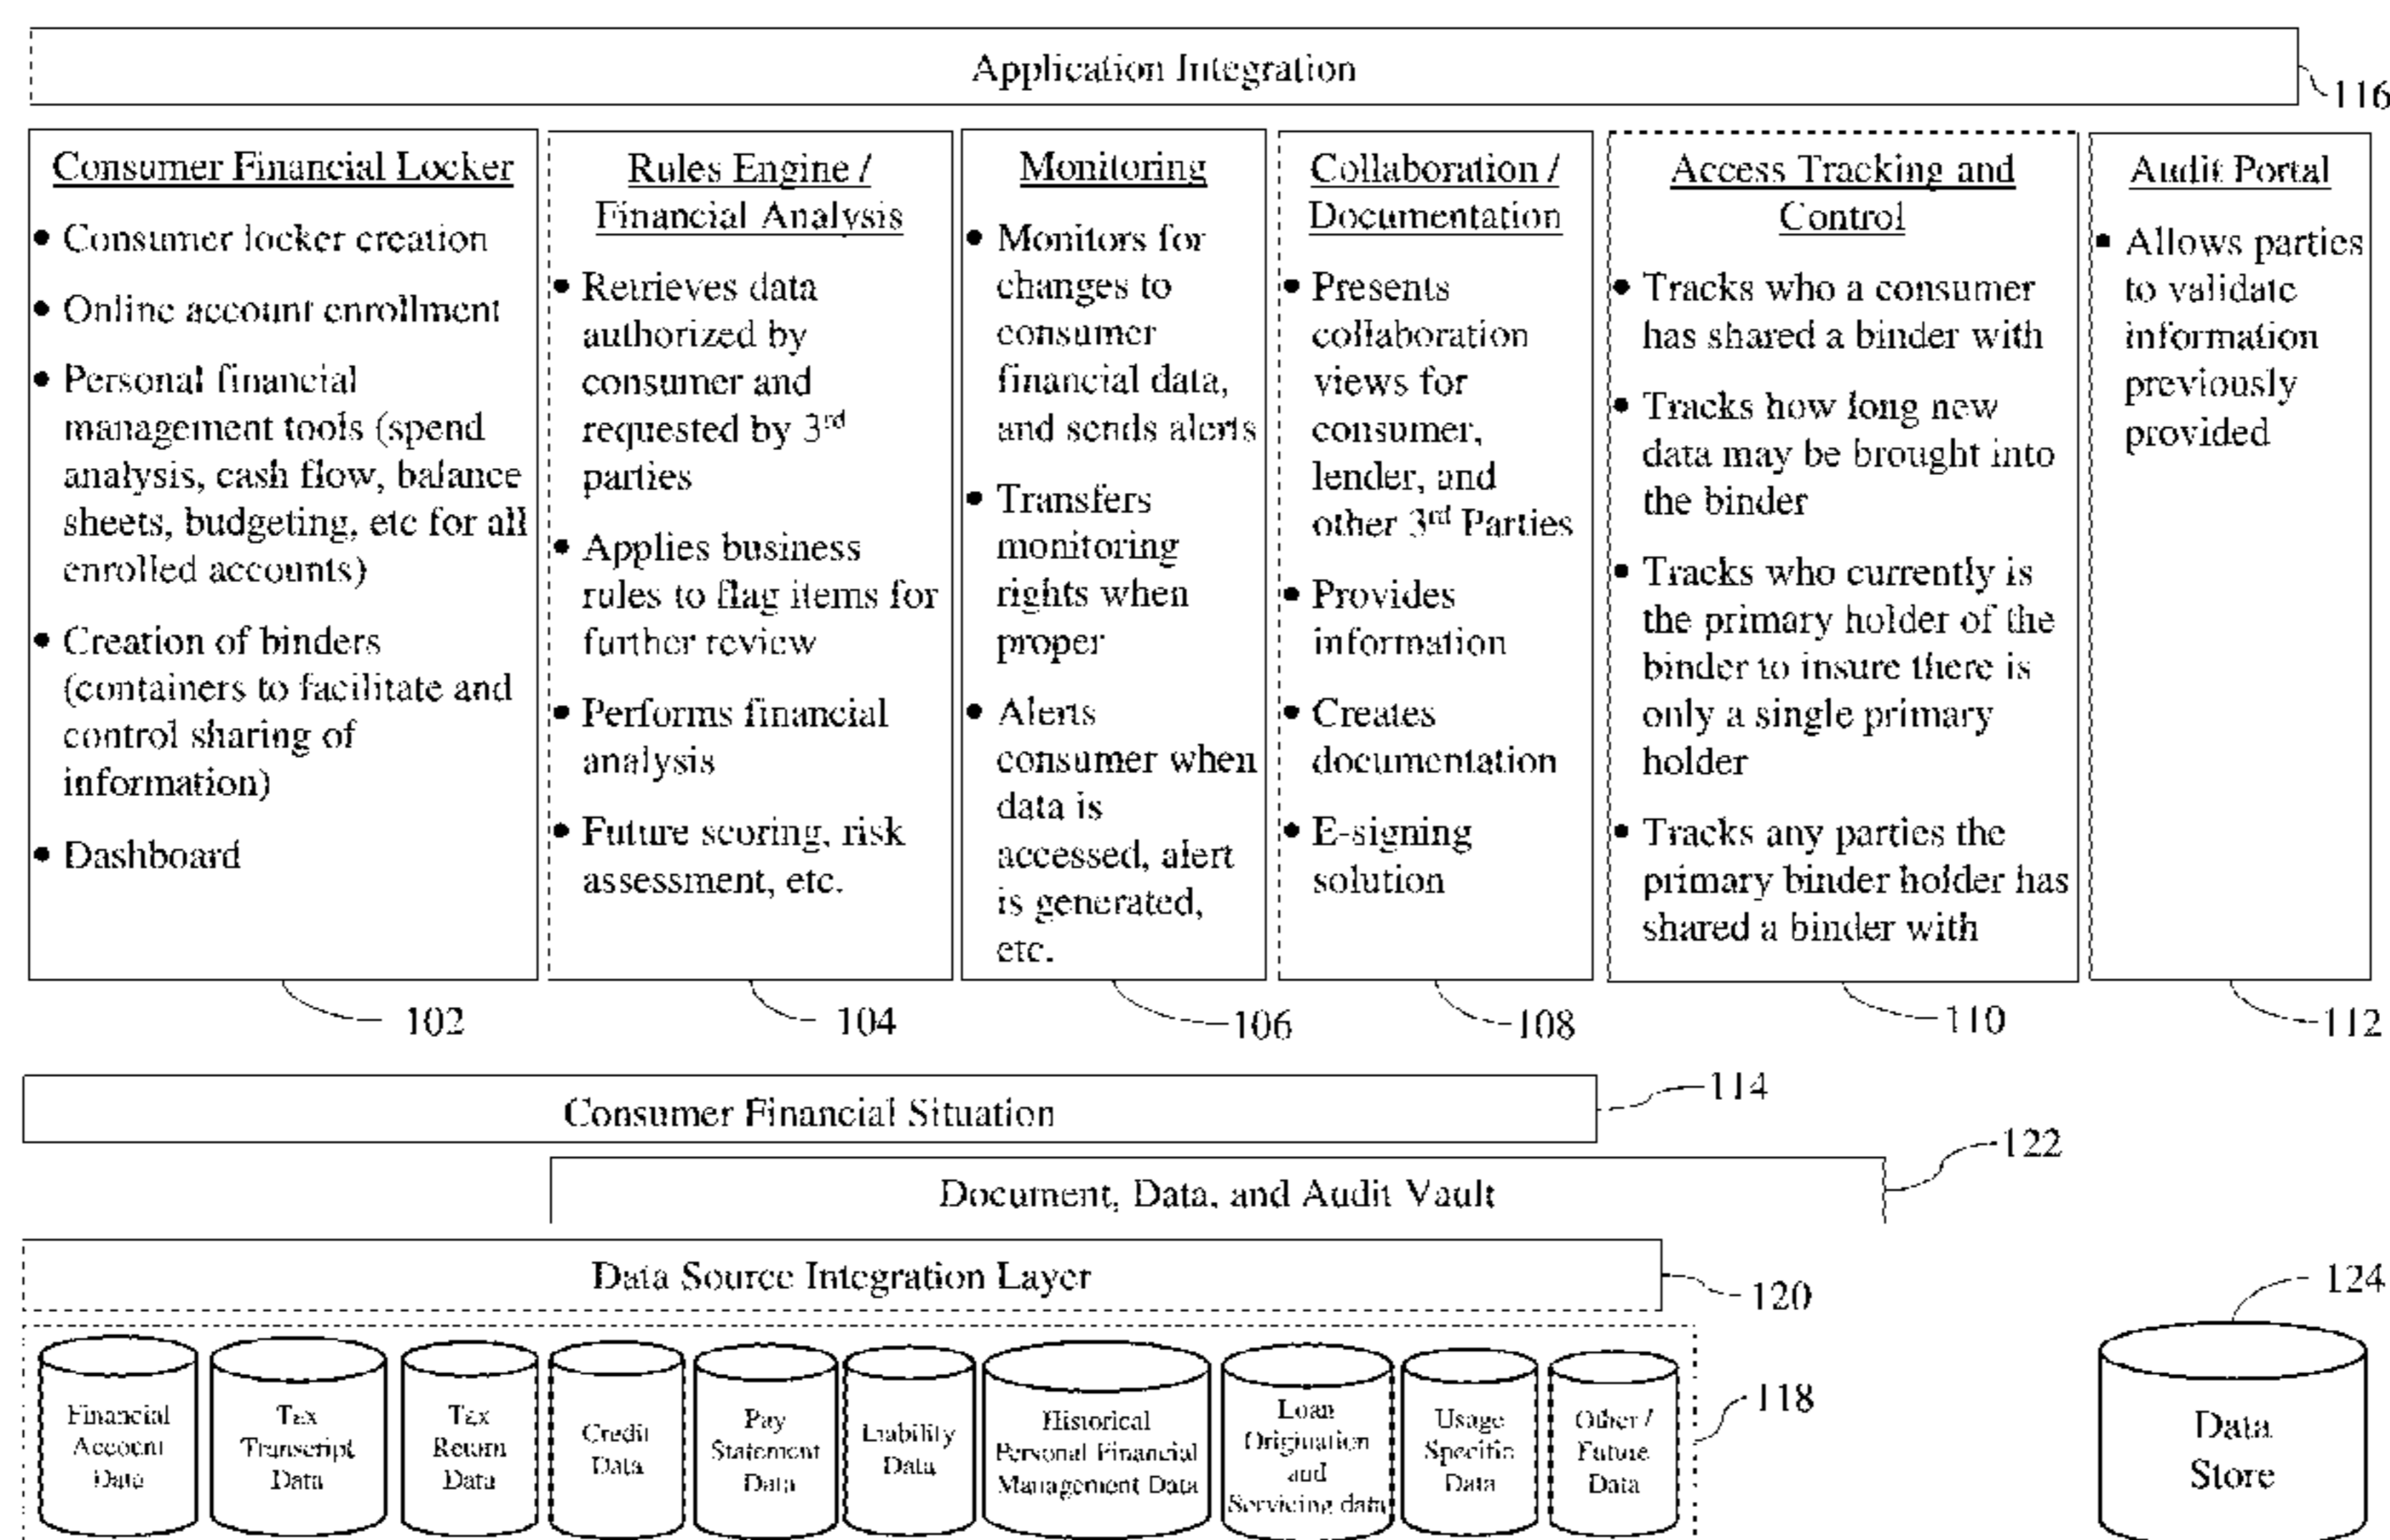 Application Integration
116
Consumer Financial Locker
• Consumer locker creation
• Online account enrollment
• Personal financial
management tools (spend
analysis, cash flow, balance
sheets, budgeting, etc for all
enrolled accounts)
• Creation of binders
(containers to facilitate and
control sharing of
information)
• Dashboard
102
Rules Engine /
Financial Analysis
• Retrieves data
authorized by
consumer and
requested by 3rd
parties
• Applies business
rules to flag items for
further review
• Performs financial
analysis
• Future scoring, risk
assessment, etc.
104
Monitoring
• Monitors for
changes to
consumer
financial data,
and sends alerts
• Transfers
monitoring
rights when
proper
• Alerts
consumer when
data is
accessed, alert
is generated,
etc.
106
Collaboration /
Documentation
• Presents
collaboration
views for
consumer,
lender, and
other 3rd Parties
• Provides
information
• Creates
documentation
• E-signing
solution
108
Access Tracking and
Control
• Tracks who a consumer
has shared a binder with
• Tracks how long new
data may be brought into
the binder
• Tracks who currently is
the primary holder of the
binder to insure there is
only a single primary
holder
• Tracks any parties the
primary binder holder has
shared a binder with
110
Audit Portal
• Allows parties
to validate
information
previously
provided
112
Consumer Financial Situation
114
Document, Data, and Audit Vault
122
Data Source Integration Layer
120
Financial
Account
Data
Tax
Transcript
Data
Tax
Return
Data
Credit
Data
Pay
Statement
Data
Liability
Data
Historical
Personal Financial
Management Data
Loan
Origination
and
Servicing data
Usage
Specific
Data
Other /
Future
Data
118
124
Data
Store